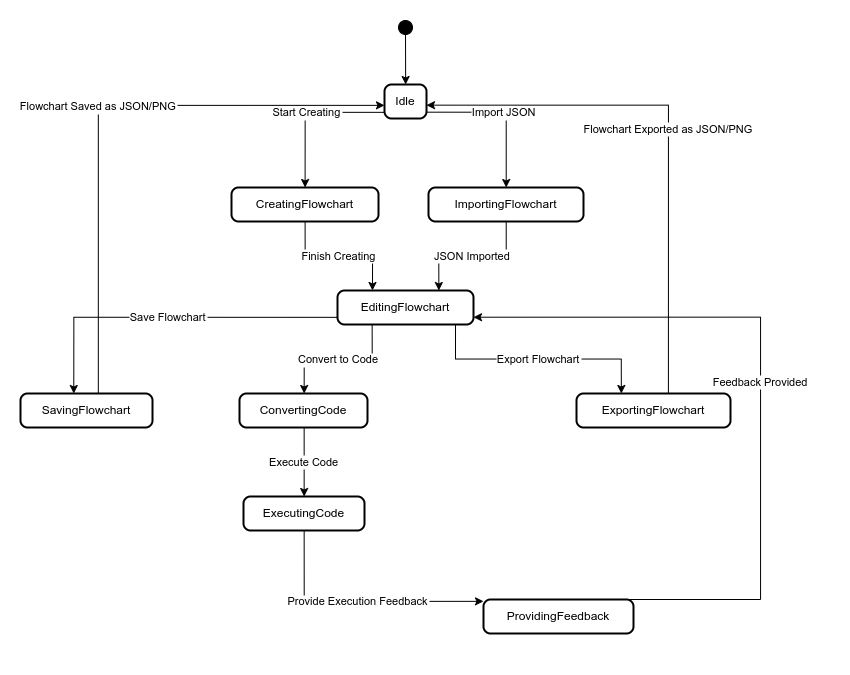 Idle
Flowchart Saved as JSON/PNG
Start Creating
Import JSON
Flowchart Exported as JSON/PNG
CreatingFlowchart
ImportingFlowchart
Finish Creating
JSON Imported
EditingFlowchart
Save Flowchart
Convert to Code
Export Flowchart
Feedback Provided
SavingFlowchart
ConvertingCode
ExportingFlowchart
Execute Code
ExecutingCode
Provide Execution Feedback
ProvidingFeedback